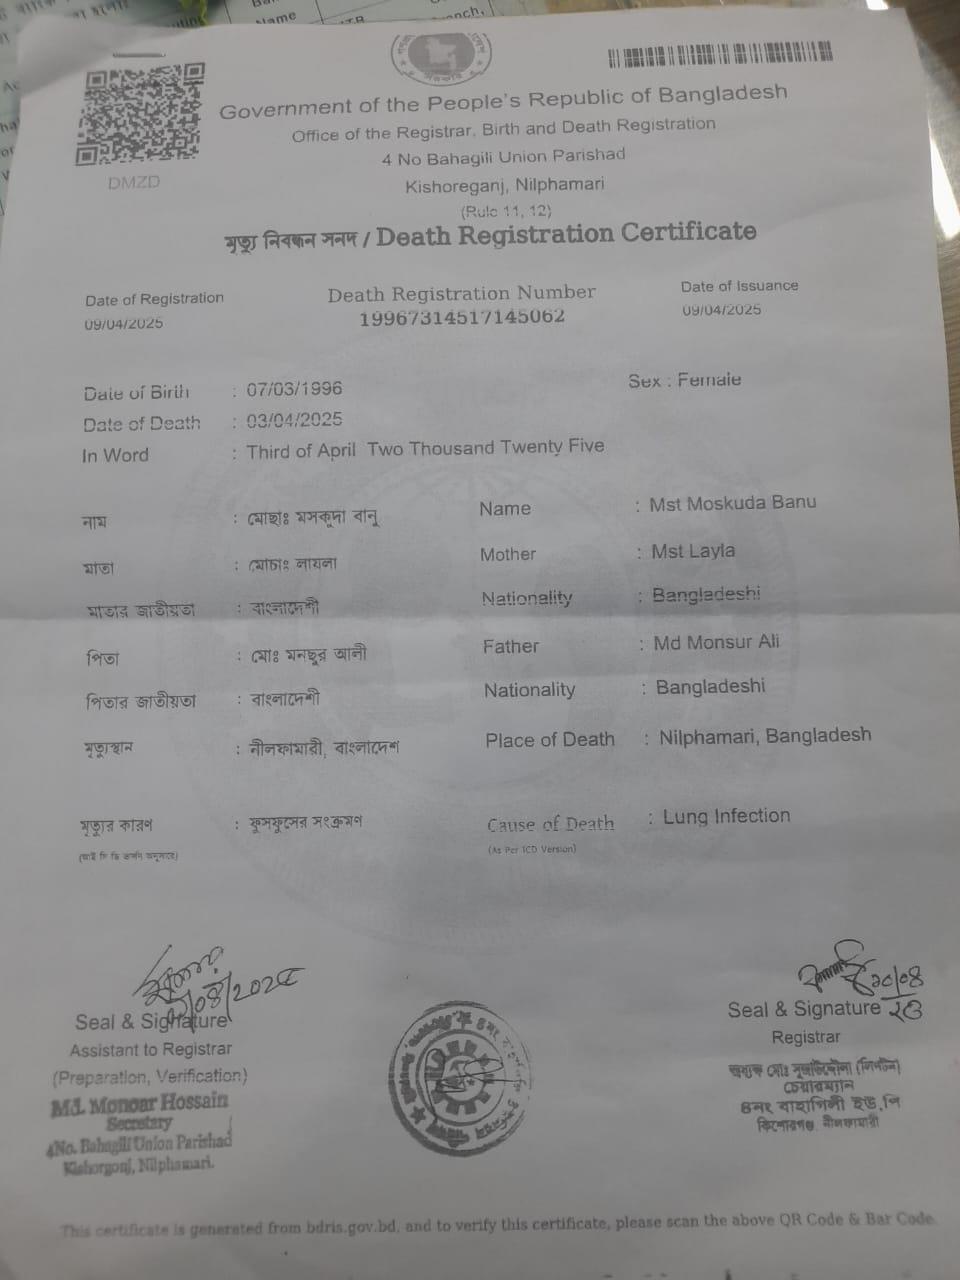 Name
DMZD
Government of the People's Republic of Bangladesh
Office of the Registrar, Birth and Death Registration
4 No Bahagili Union Parishad
Kishoreganj, Nilphamari
(Rule 11, 12)
মৃত্যু নিবন্ধন সনদ / Death Registration Certificate
Date of Registration
09/04/2025
Death Registration Number
19967314517145062
Date of Issuance
09/04/2025
Date of Birth : 07/03/1996
Sex : Female
Date of Death : 03/04/2025
In Word : Third of April Two Thousand Twenty Five
নাম : মোছাঃ মসকুদা বানু Name : Mst Moskuda Banu
মাতা : মোছাঃ লায়লা Mother : Mst Layla
মাতার জাতীয়তা : বাংলাদেশী Nationality : Bangladeshi
পিতা : মোঃ মনছুর আলী Father : Md Monsur Ali
পিতার জাতীয়তা : বাংলাদেশী Nationality : Bangladeshi
মৃত্যুস্থান : নীলফামারী, বাংলাদেশ Place of Death : Nilphamari, Bangladesh
মৃত্যুর কারণ : ফুসফুসের সংক্রমণ Cause of Death : Lung Infection
(As Per ICD Version)
Seal & Signature
Assistant to Registrar
(Preparation, Verification)
Md. Monoar Hossain
Secretary
4No. Bahagili Union Parishad
Kishorgonj, Nilphamari.
Seal & Signature
Registrar
চেয়ারম্যান
৪নং বাহাগিলী ইউ,পি
কিশোরগঞ্জ, নীলফামারী
This certificate is generated from bdris.gov.bd, and to verify this certificate, please scan the above QR Code & Bar Code.